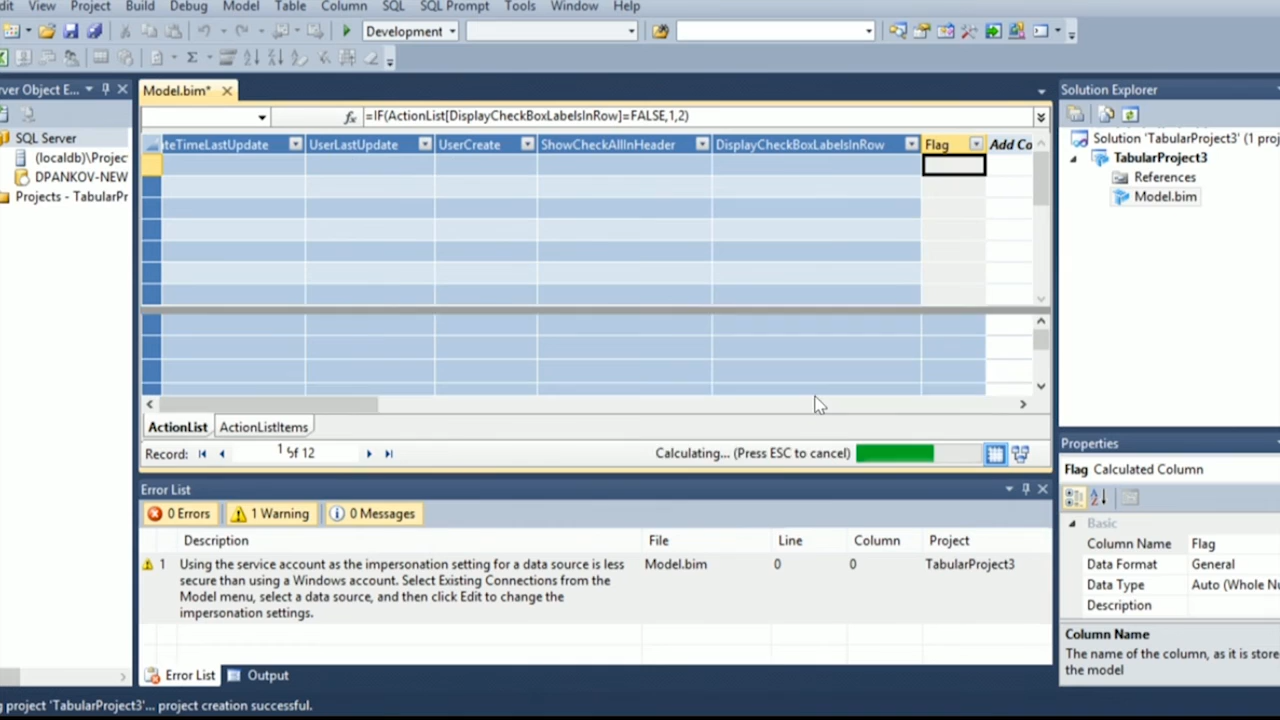 dit View Project Build Debug Model Table Column SQL SQL Prompt Tools Window Help
Development
rver Object E...
SQL Server
(localdb)\Projec
DPANKOV-NEW
Projects - TabularPr
Model.bim*
fx =IF(ActionList[DisplayCheckBoxLabelsInRow]=FALSE,1,2)
ateTimeLastUpdate UserLastUpdate UserCreate ShowCheckAllInHeader DisplayCheckBoxLabelsInRow Flag Add Co
ActionList ActionListItems
Record: 1 of 12
Calculating... (Press ESC to cancel)
Error List
0 Errors 1 Warning 0 Messages
Description File Line Column Project
1 Using the service account as the impersonation setting for a data source is less Model.bim 0 0 TabularProject3
secure than using a Windows account. Select Existing Connections from the
Model menu, select a data source, and then click Edit to change the
impersonation settings.
Error List Output
g project 'TabularProject3'... project creation successful.
Solution Explorer
Solution 'TabularProject3' (1 proj
TabularProject3
References
Model.bim
Properties
Flag Calculated Column
Basic
Column Name Flag
Data Format General
Data Type Auto (Whole Nu
Description
Column Name
The name of the column, as it is store
the model